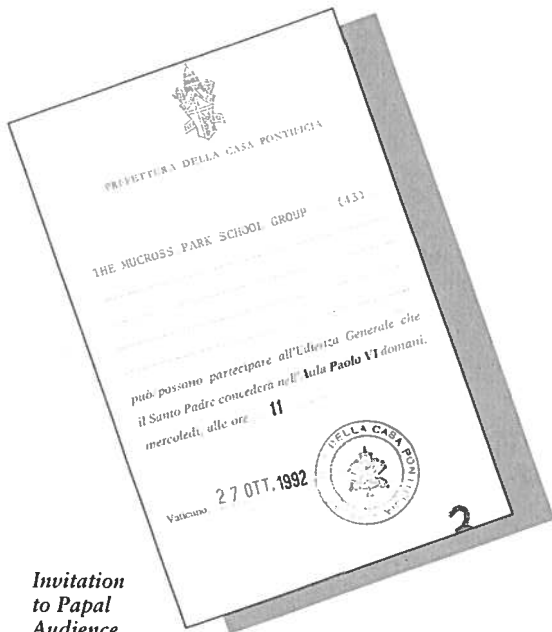 PREFETTURA DELLA CASA PONTIFICIA
THE MUCROSS PARK SCHOOL GROUP (43)
può/possono partecipare all'Udienza Generale che
il Santo Padre concederà nell'Aula Paolo VI domani,
mercoledì, alle ore 11
Vaticano 27 OTT. 1992
DELLA CASA PONTIFICIA
2
Invitation
to Papal
Audience